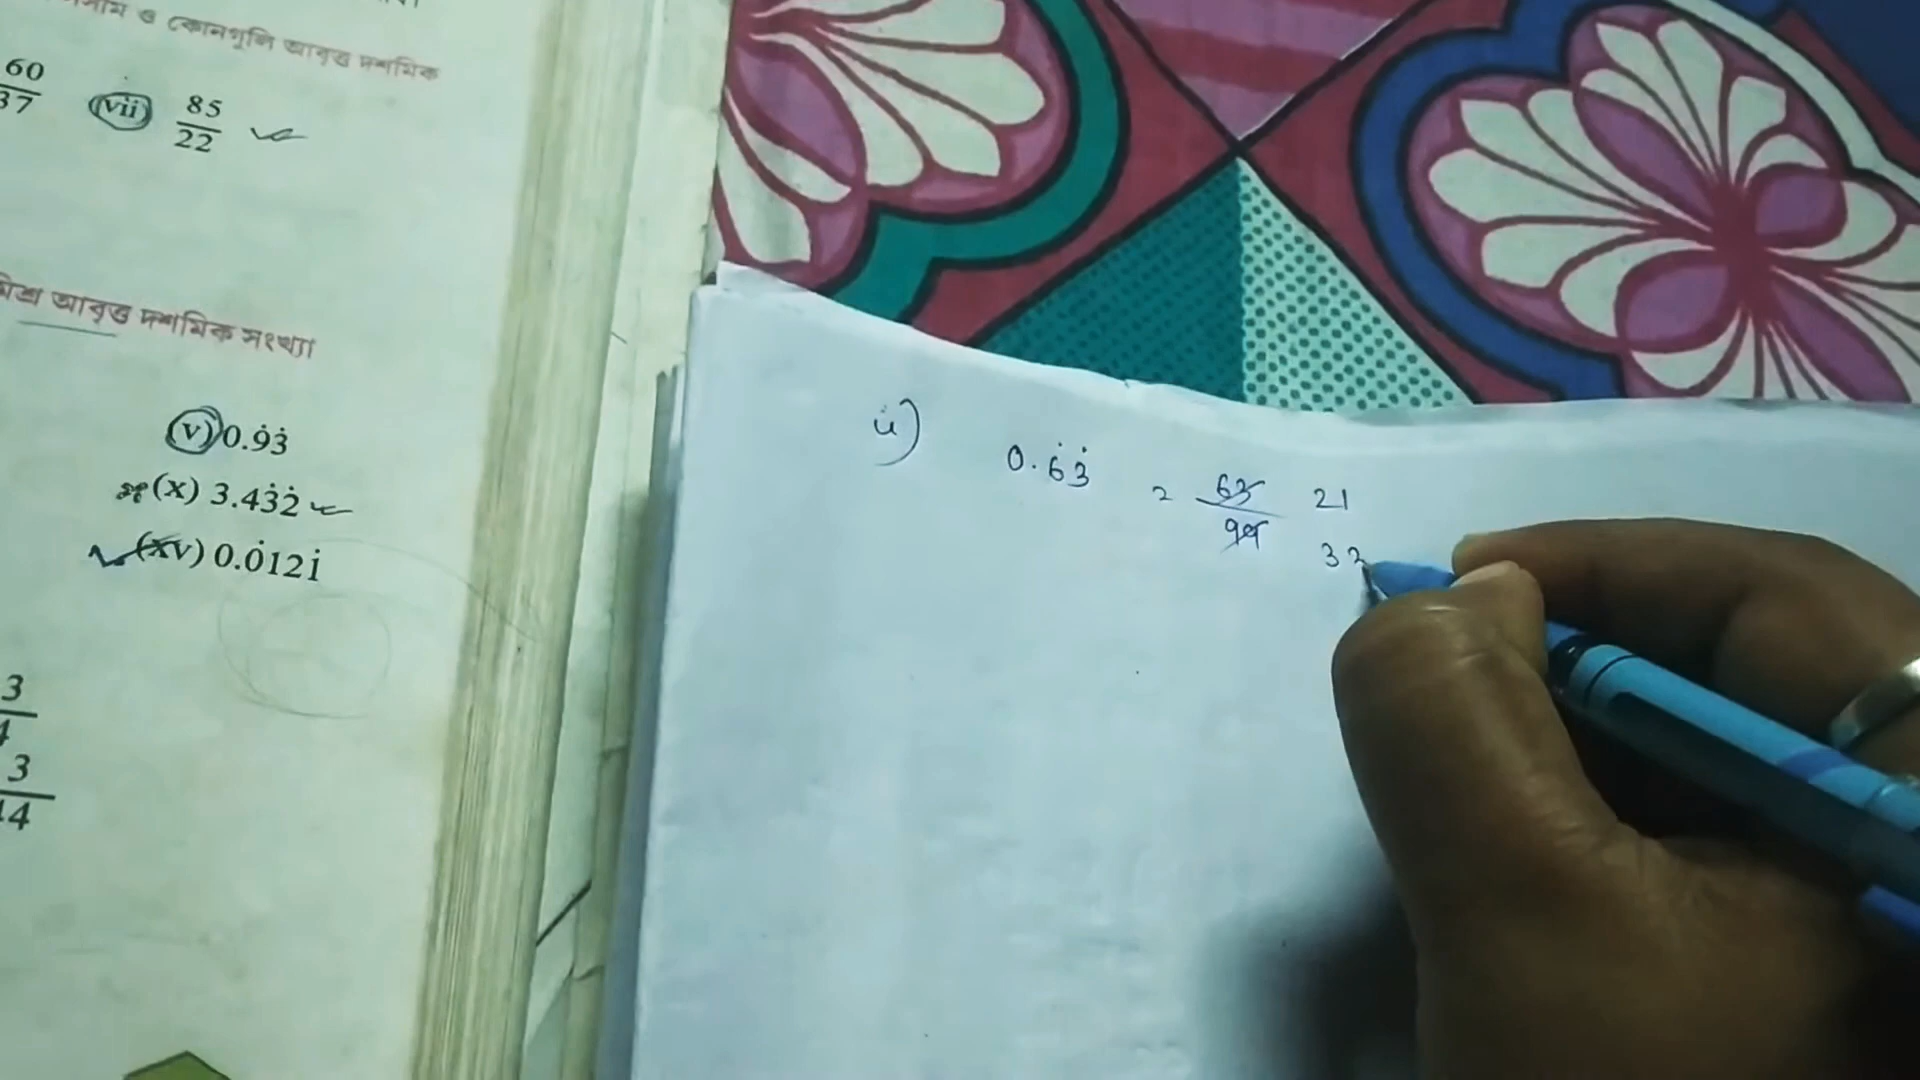 ও কোনগুলি আবৃত্ত দশমিক
60
37
(vii) 85
22
মিশ্র আবৃত্ত দশমিক সংখ্যা
(v) 0.9̇3̇
(x) 3.43̇2̇
(xv) 0.0̇121̇
3
4
3
14
ii) 0.6̇3̇ = 63 21
99 33